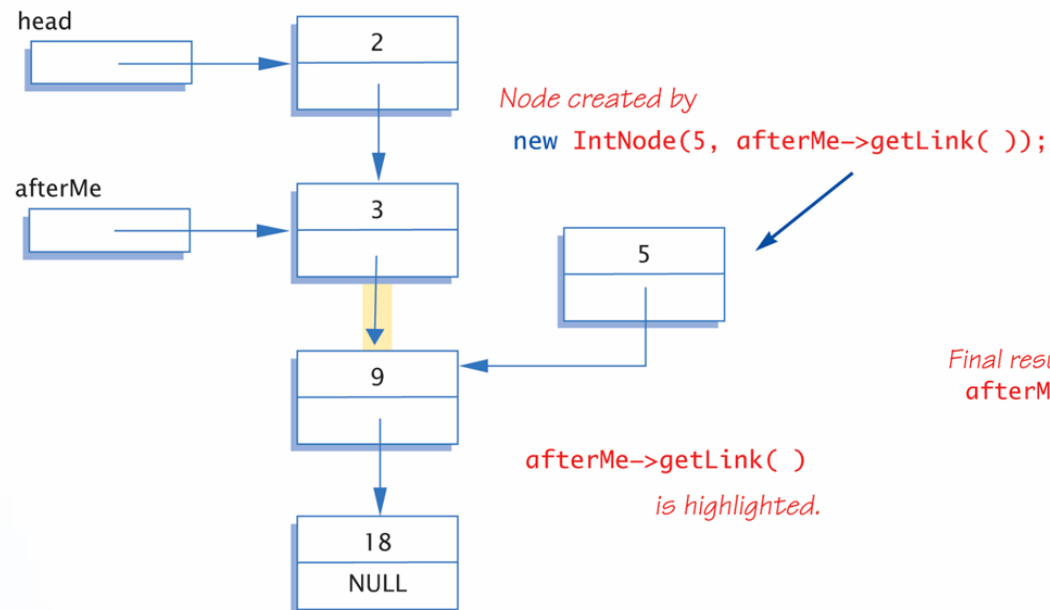 head
2
Node created by
new IntNode(5, afterMe—>getLink( ));
afterMe
3
5
9
Final resu
afterM
afterMe—>getLink( )
is highlighted.
18
NULL